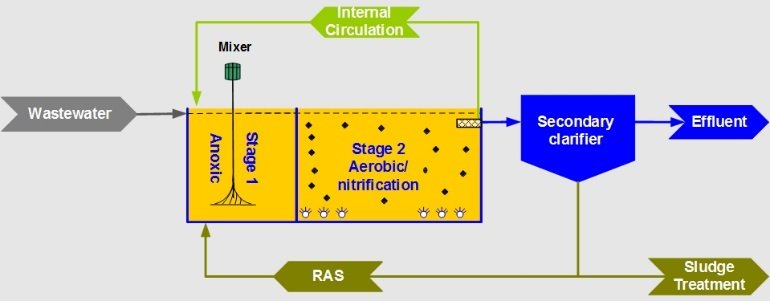 Internal
Circulation
Mixer
Wastewater
Stage 1
Anoxic
Stage 2
Aerobic/
nitrification
Secondary
clarifier
Effluent
RAS
Sludge
Treatment